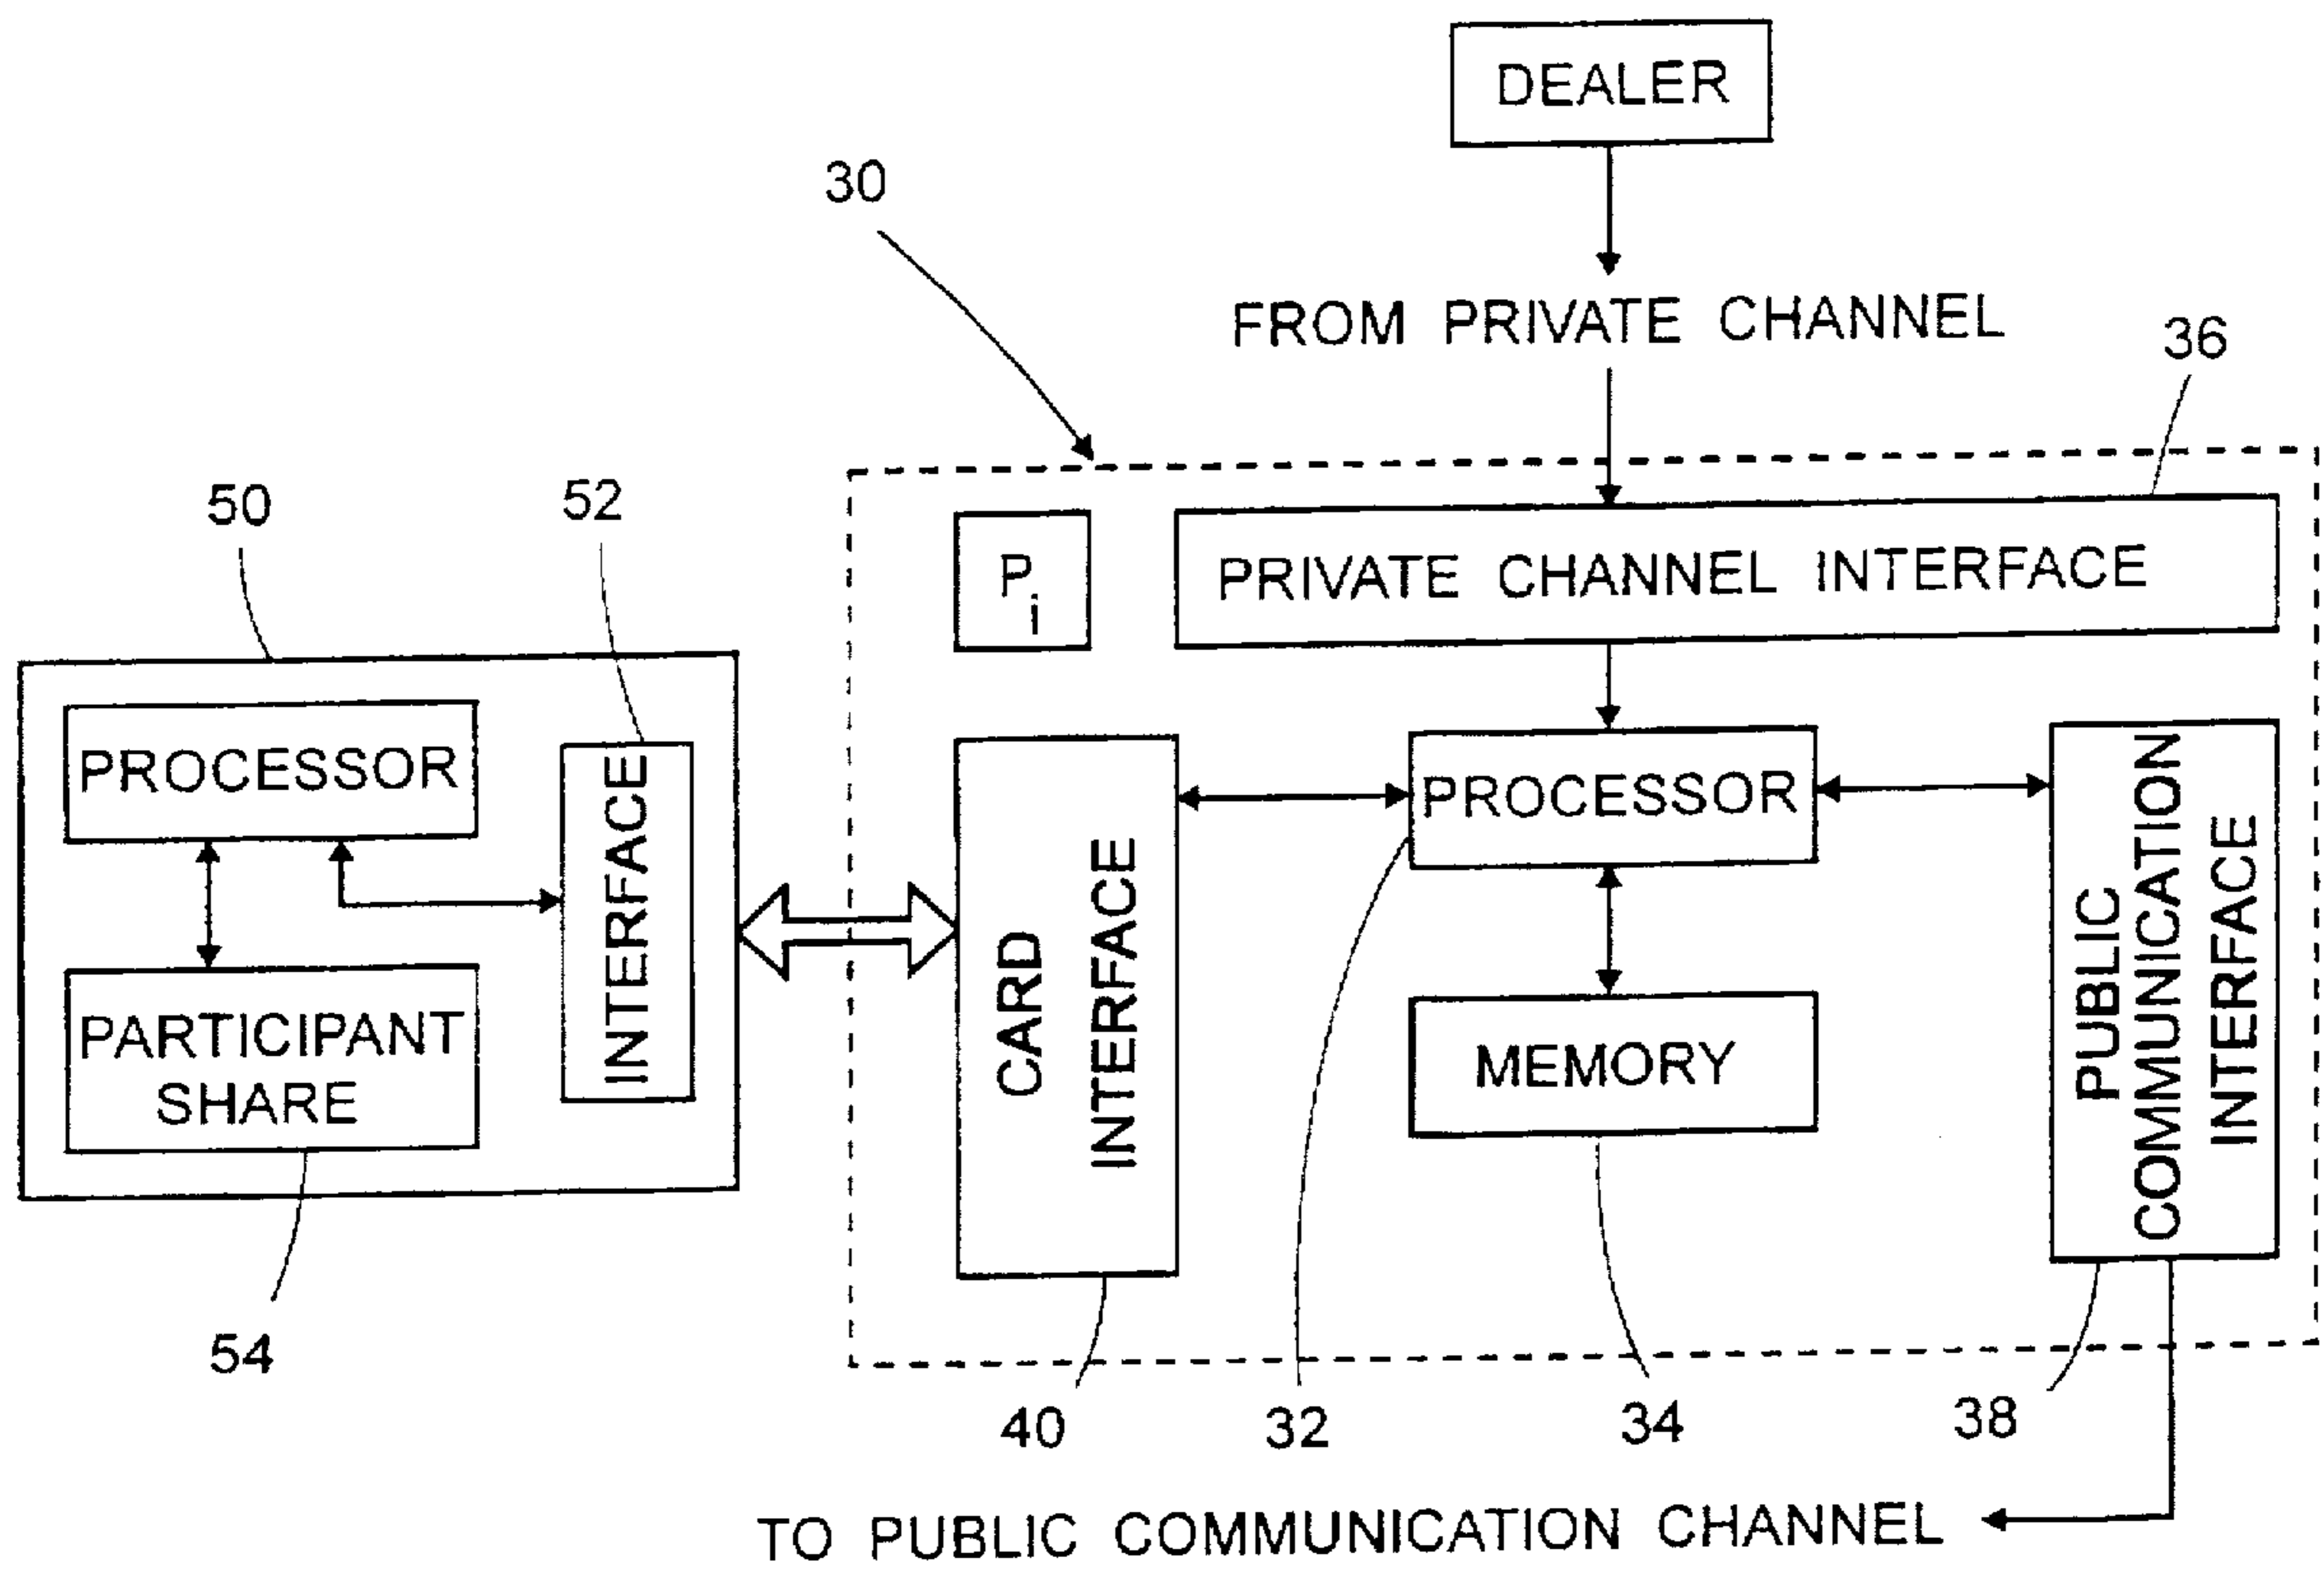 DEALER
30
FROM PRIVATE CHANNEL
36
50
52
P
i
PRIVATE CHANNEL INTERFACE
PROCESSOR
INTERFACE
PARTICIPANT
SHARE
54
CARD
INTERFACE
PROCESSOR
MEMORY
PUBLIC
COMMUNICATION
INTERFACE
40
32
34
38
TO PUBLIC COMMUNICATION CHANNEL